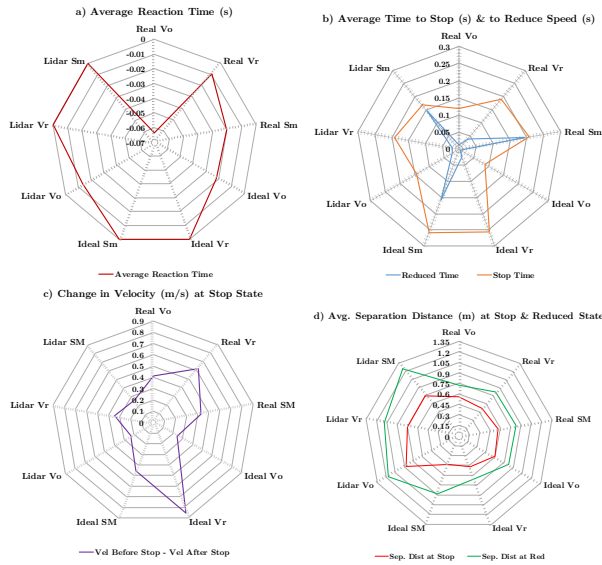 a) Average Reaction Time (s)
Real Vo
Real Vr
Real Sm
Ideal Vo
Ideal Vr
Ideal Sm
Lidar Vo
Lidar Vr
Lidar Sm
0
-0.01
-0.02
-0.03
-0.04
-0.05
-0.06
-0.07
Average Reaction Time
b) Average Time to Stop (s) & to Reduce Speed (s)
Real Vo
Real Vr
Real Sm
Ideal Vo
Ideal Vr
Ideal Sm
Lidar Vo
Lidar Vr
Lidar Sm
0.3
0.25
0.2
0.15
0.1
0.05
0
Reduced Time
Stop Time
c) Change in Velocity (m/s) at Stop State
Real Vo
Real Vr
Real SM
Ideal Vo
Ideal Vr
Ideal SM
Lidar Vo
Lidar Vr
Lidar SM
0.9
0.8
0.7
0.6
0.5
0.4
0.3
0.2
0.1
0
Vel Before Stop - Vel After Stop
d) Avg. Separation Distance (m) at Stop & Reduced State
Real Vo
Real Vr
Real SM
Ideal Vo
Ideal Vr
Ideal SM
Lidar Vo
Lidar Vr
Lidar SM
1.35
1.2
1.05
0.9
0.75
0.6
0.45
0.3
0.15
0
Sep. Dist at Stop
Sep. Dist at Red